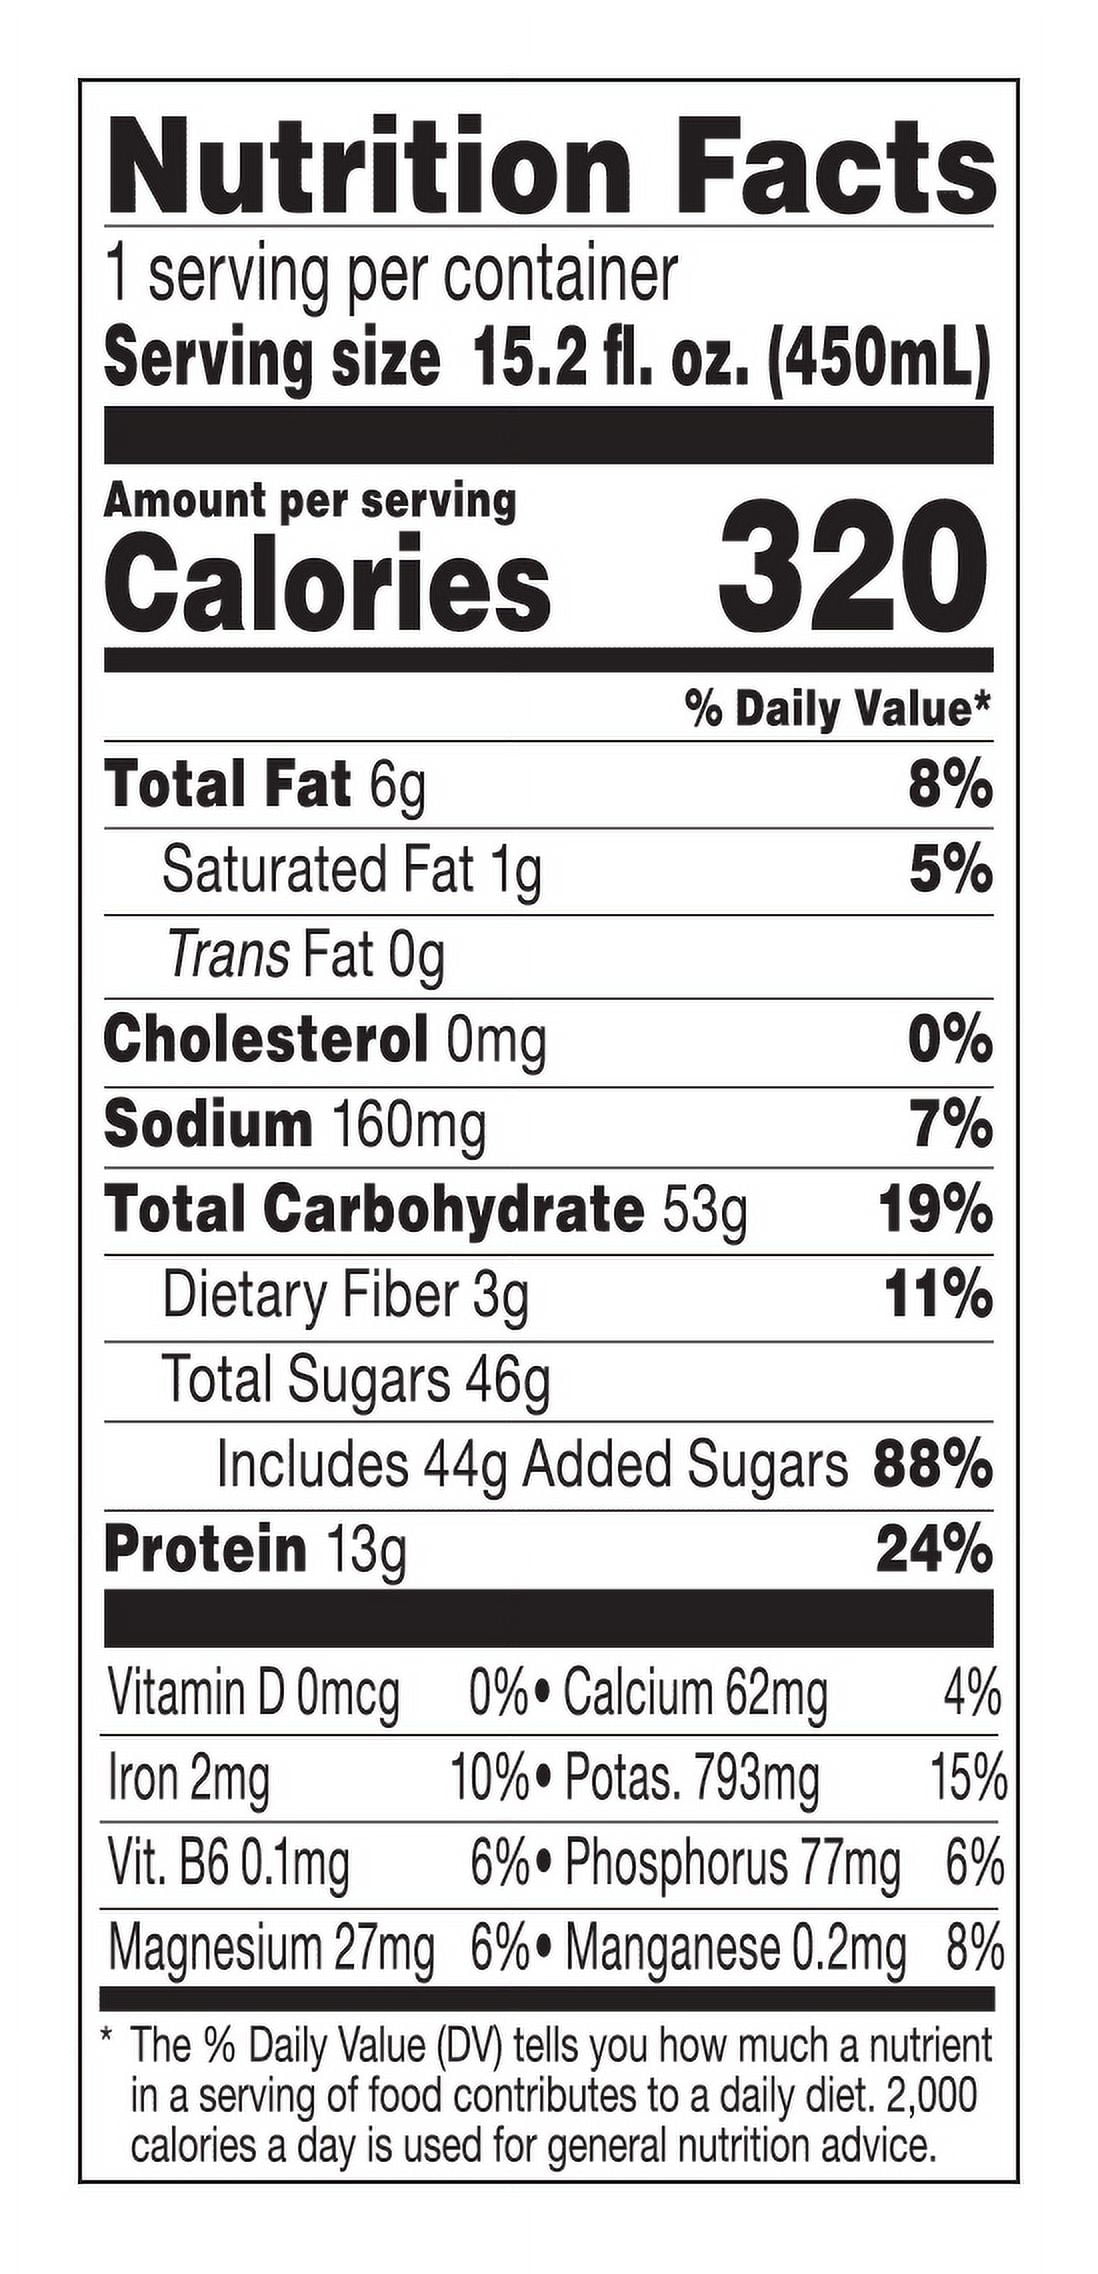 Nutrition Facts
1 serving per container
Serving size 15.2 fl. oz. (450mL)
Amount per serving
Calories 320
% Daily Value*
Total Fat 6g 8%
Saturated Fat 1g 5%
Trans Fat 0g
Cholesterol 0mg 0%
Sodium 160mg 7%
Total Carbohydrate 53g 19%
Dietary Fiber 3g 11%
Total Sugars 46g
Includes 44g Added Sugars 88%
Protein 13g 24%
Vitamin D 0mcg 0% • Calcium 62mg 4%
Iron 2mg 10% • Potas. 793mg 15%
Vit. B6 0.1mg 6% • Phosphorus 77mg 6%
Magnesium 27mg 6% • Manganese 0.2mg 8%
* The % Daily Value (DV) tells you how much a nutrient
in a serving of food contributes to a daily diet. 2,000
calories a day is used for general nutrition advice.